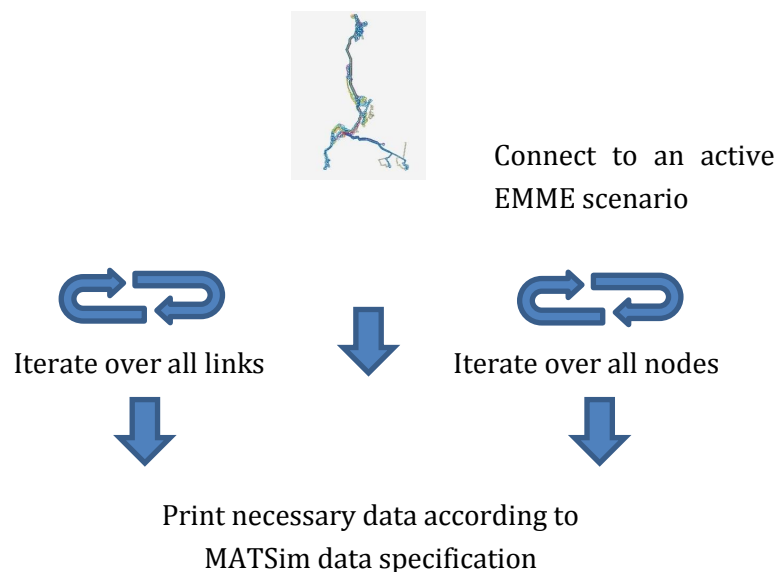 Connect to an active
EMME scenario
Iterate over all links
Iterate over all nodes
Print necessary data according to
MATSim data specification